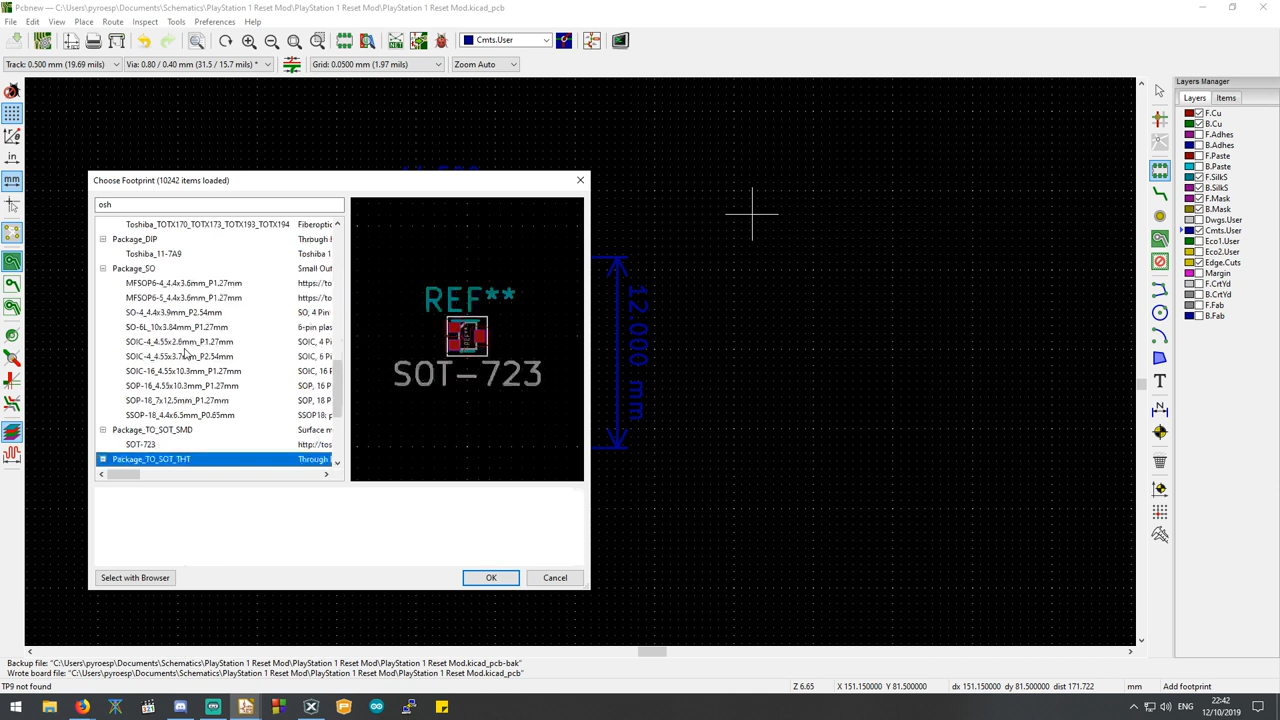 Pcbnew — C:\Users\pyroesp\Documents\Schematics\PlayStation 1 Reset Mod\PlayStation 1 Reset Mod.kicad_pcb
File Edit View Place Route Inspect Tools Preferences Help
Cmts.User
Track: 0.500 mm (19.69 mils) Via: 0.80 / 0.40 mm (31.5 / 15.7 mils) * Grid: 0.0500 mm (1.97 mils) Zoom Auto
Layers Manager
Layers Items
F.Cu
B.Cu
F.Adhes
B.Adhes
F.Paste
B.Paste
F.SilkS
B.SilkS
F.Mask
B.Mask
Dwgs.User
Cmts.User
Eco1.User
Eco2.User
Edge.Cuts
Margin
F.CrtYd
B.CrtYd
F.Fab
B.Fab
in
mm
Choose Footprint (10242 items loaded)
osh
Toshiba_TOTX170_TOTX173_TOTX193_TOTX194 Fiberoptic
Package_DIP Through
Toshiba_11-7A9 Toshiba 1
Package_SO Small Out
MFSOP6-4_4.4x3.6mm_P1.27mm https://to
MFSOP6-5_4.4x3.6mm_P1.27mm https://to
SO-4_4.4x3.9mm_P2.54mm SO, 4 Pin
SO-6L_10x3.84mm_P1.27mm 6-pin plas
SOIC-4_4.55x2.6mm_P1.27mm SOIC, 4 Pi
SOIC-4_4.55x3.7mm_P2.54mm SOIC, 6 Pi
SOIC-16_4.55x10.3mm_P1.27mm SOIC, 16 P
SOP-16_4.55x10.3mm_P1.27mm SOP, 16 P
SOP-18_7x12.5mm_P1.27mm SOP, 18 P
SSOP-18_4.4x6.5mm_P0.65mm SSOP18: p
Package_TO_SOT_SMD Surface m
SOT-723 http://tos
Package_TO_SOT_THT Through
REF**
SOT-723
12.000 mm
Select with Browser OK Cancel
Backup file: "C:\Users\pyroesp\Documents\Schematics\PlayStation 1 Reset Mod\PlayStation 1 Reset Mod.kicad_pcb-bak"
Wrote board file: "C:\Users\pyroesp\Documents\Schematics\PlayStation 1 Reset Mod\PlayStation 1 Reset Mod.kicad_pcb"
TP9 not found Z 6.65 X 151.150000 Y 81.500000 dx 151.150000 dy 81.500000 dist 171.722 mm Add footprint
ENG 22:42
12/10/2019